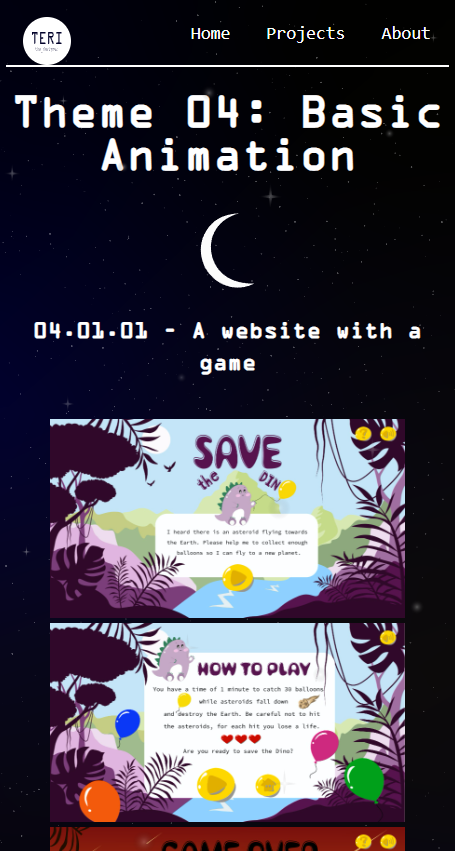 TERI
Home Projects About
Theme 04: Basic
Animation
04.01.01 - A website with a
game
SAVE
the DINO
I heard there is an asteroid flying towards
the Earth. Please help me to collect enough
balloons so I can fly to a new planet.
HOW TO PLAY
You have a time of 1 minute to catch 30 balloons
while asteroids fall down
and destroy the Earth. Be careful not to hit
the asteroids, for each hit you lose a life.
Are you ready to save the Dino?
GAME OVER